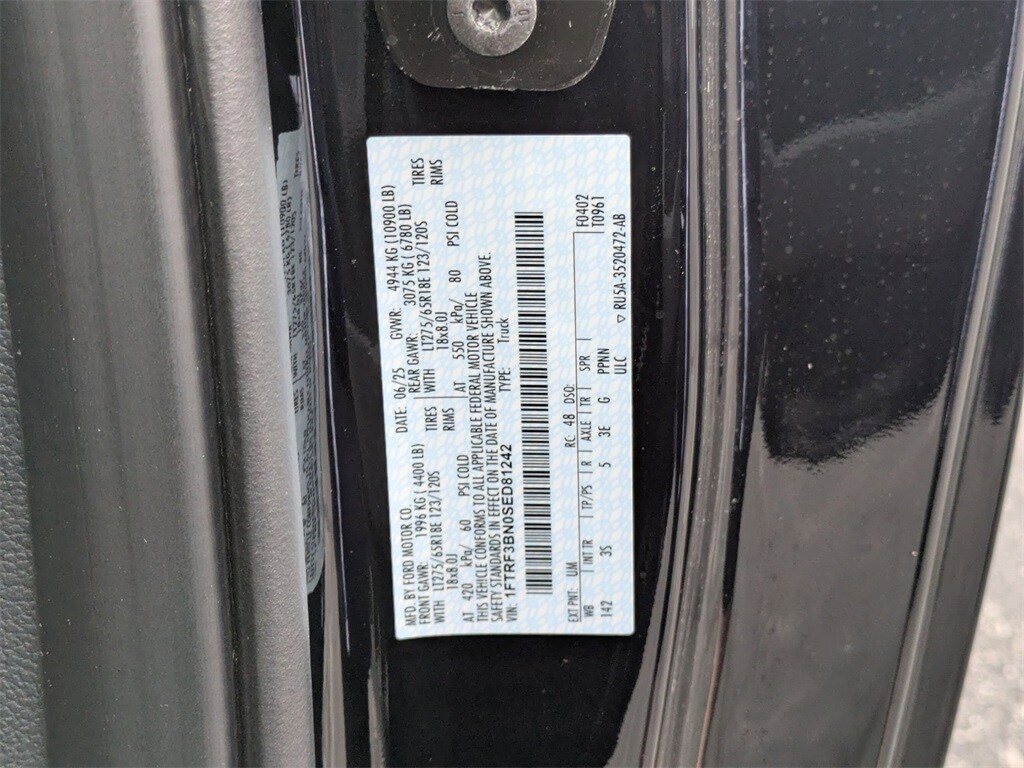 MFD. BY FORD MOTOR CO.
DATE: 06/25 GVWR: 4944 KG (10900 LB)
FRONT GAWR: 1996 KG ( 4400 LB) REAR GAWR: 3075 KG ( 6780 LB)
WITH LT275/65R18E 123/120S TIRES WITH LT275/65R18E 123/120S TIRES
18x8.0J RIMS 18x8.0J RIMS
AT 420 kPa/ 60 PSI COLD AT 550 kPa/ 80 PSI COLD
THIS VEHICLE CONFORMS TO ALL APPLICABLE FEDERAL MOTOR VEHICLE
SAFETY STANDARDS IN EFFECT ON THE DATE OF MANUFACTURE SHOWN ABOVE.
VIN: 1FTRF3BN0SED81242 TYPE: Truck
EXT PNT: UM RC: 48 DSO: F0402
WB INT TR TP/PS R AXLE TR SPR T0961
142 3S 5 3E G PPNN
ULC ▽ RU5A-3520472-AB
10